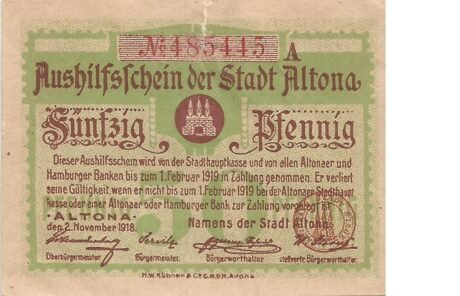 № 485445 A
Aushilfsschein der Stadt Altona
Fünfzig Pfennig
Dieser Aushilfsschein wird von der Stadthauptkasse und von allen Altonaer und
Hamburger Banken bis zum 1. Februar 1919 in Zahlung genommen. Er verliert
seine Gültigkeit, wenn er nicht bis zum 1. Februar 1919 bei der Altonaer Stadthaupt
kasse oder einer Altonaer oder Hamburger Bank zur Zahlung vorgelegt
ALTONA
den 2. November 1918.
Namens der Stadt Altona
Oberbürgermeister. Bürgermeister. Bürgerworthalter. stellvertr. Bürgerworthalter.
H.W. Köbner & Co. G.m.b.H. Altona